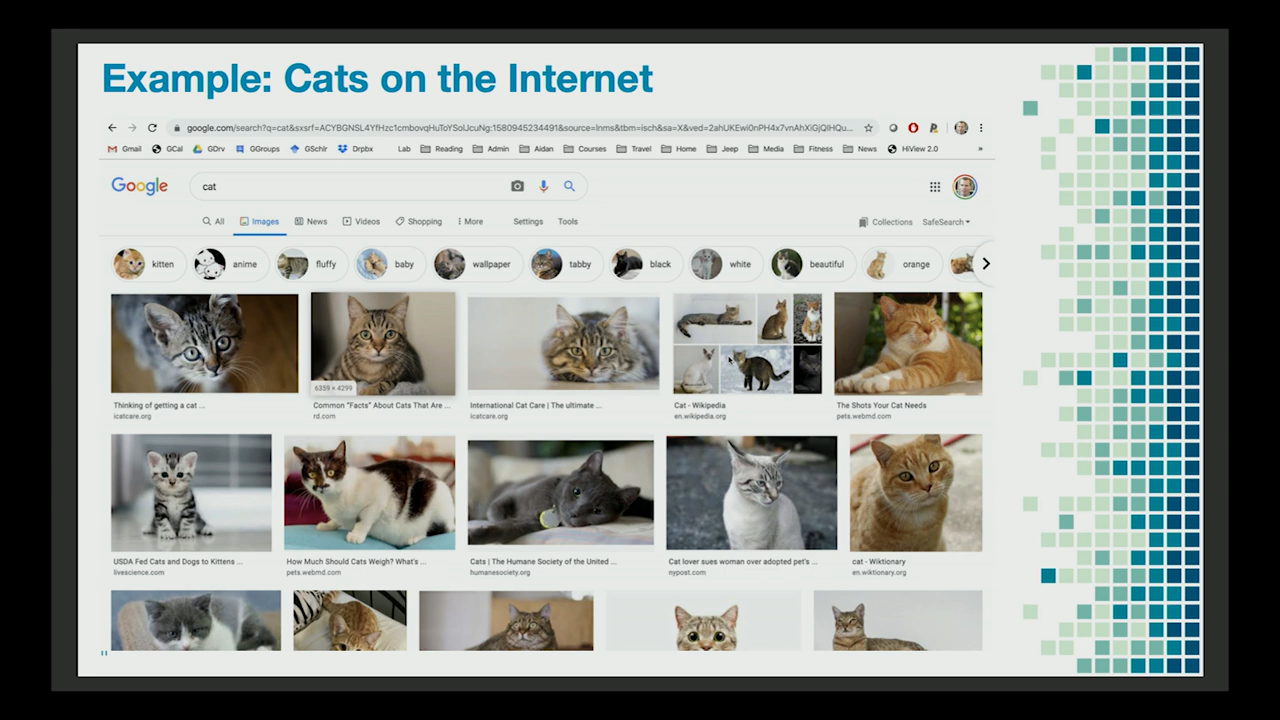 Example: Cats on the Internet
google.com/search?q=cat&sxsrf=ACYBGNSL4YfHzc1cmbovqHuToYSolJcuNg:1580945234491&source=lnms&tbm=isch&sa=X&ved=2ahUKEwi0nPH4x7vnAhXiGjQIHQu...
Gmail GCal GDrv GGroups GSchlr Drpbx Lab Reading Admin Aidan Courses Travel Home Jeep Media Fitness News HiView 2.0 »
Google cat
All Images News Videos Shopping More Settings Tools Collections SafeSearch
kitten anime fluffy baby wallpaper tabby black white beautiful orange
6359 × 4299
Thinking of getting a cat ... Common "Facts" About Cats That Are ... International Cat Care | The ultimate ... Cat - Wikipedia The Shots Your Cat Needs
icatcare.org rd.com icatcare.org en.wikipedia.org pets.webmd.com
USDA Fed Cats and Dogs to Kittens ... How Much Should Cats Weigh? What's ... Cats | The Humane Society of the United ... Cat lover sues woman over adopted pet's ... cat - Wiktionary
livescience.com pets.webmd.com humanesociety.org nypost.com en.wiktionary.org